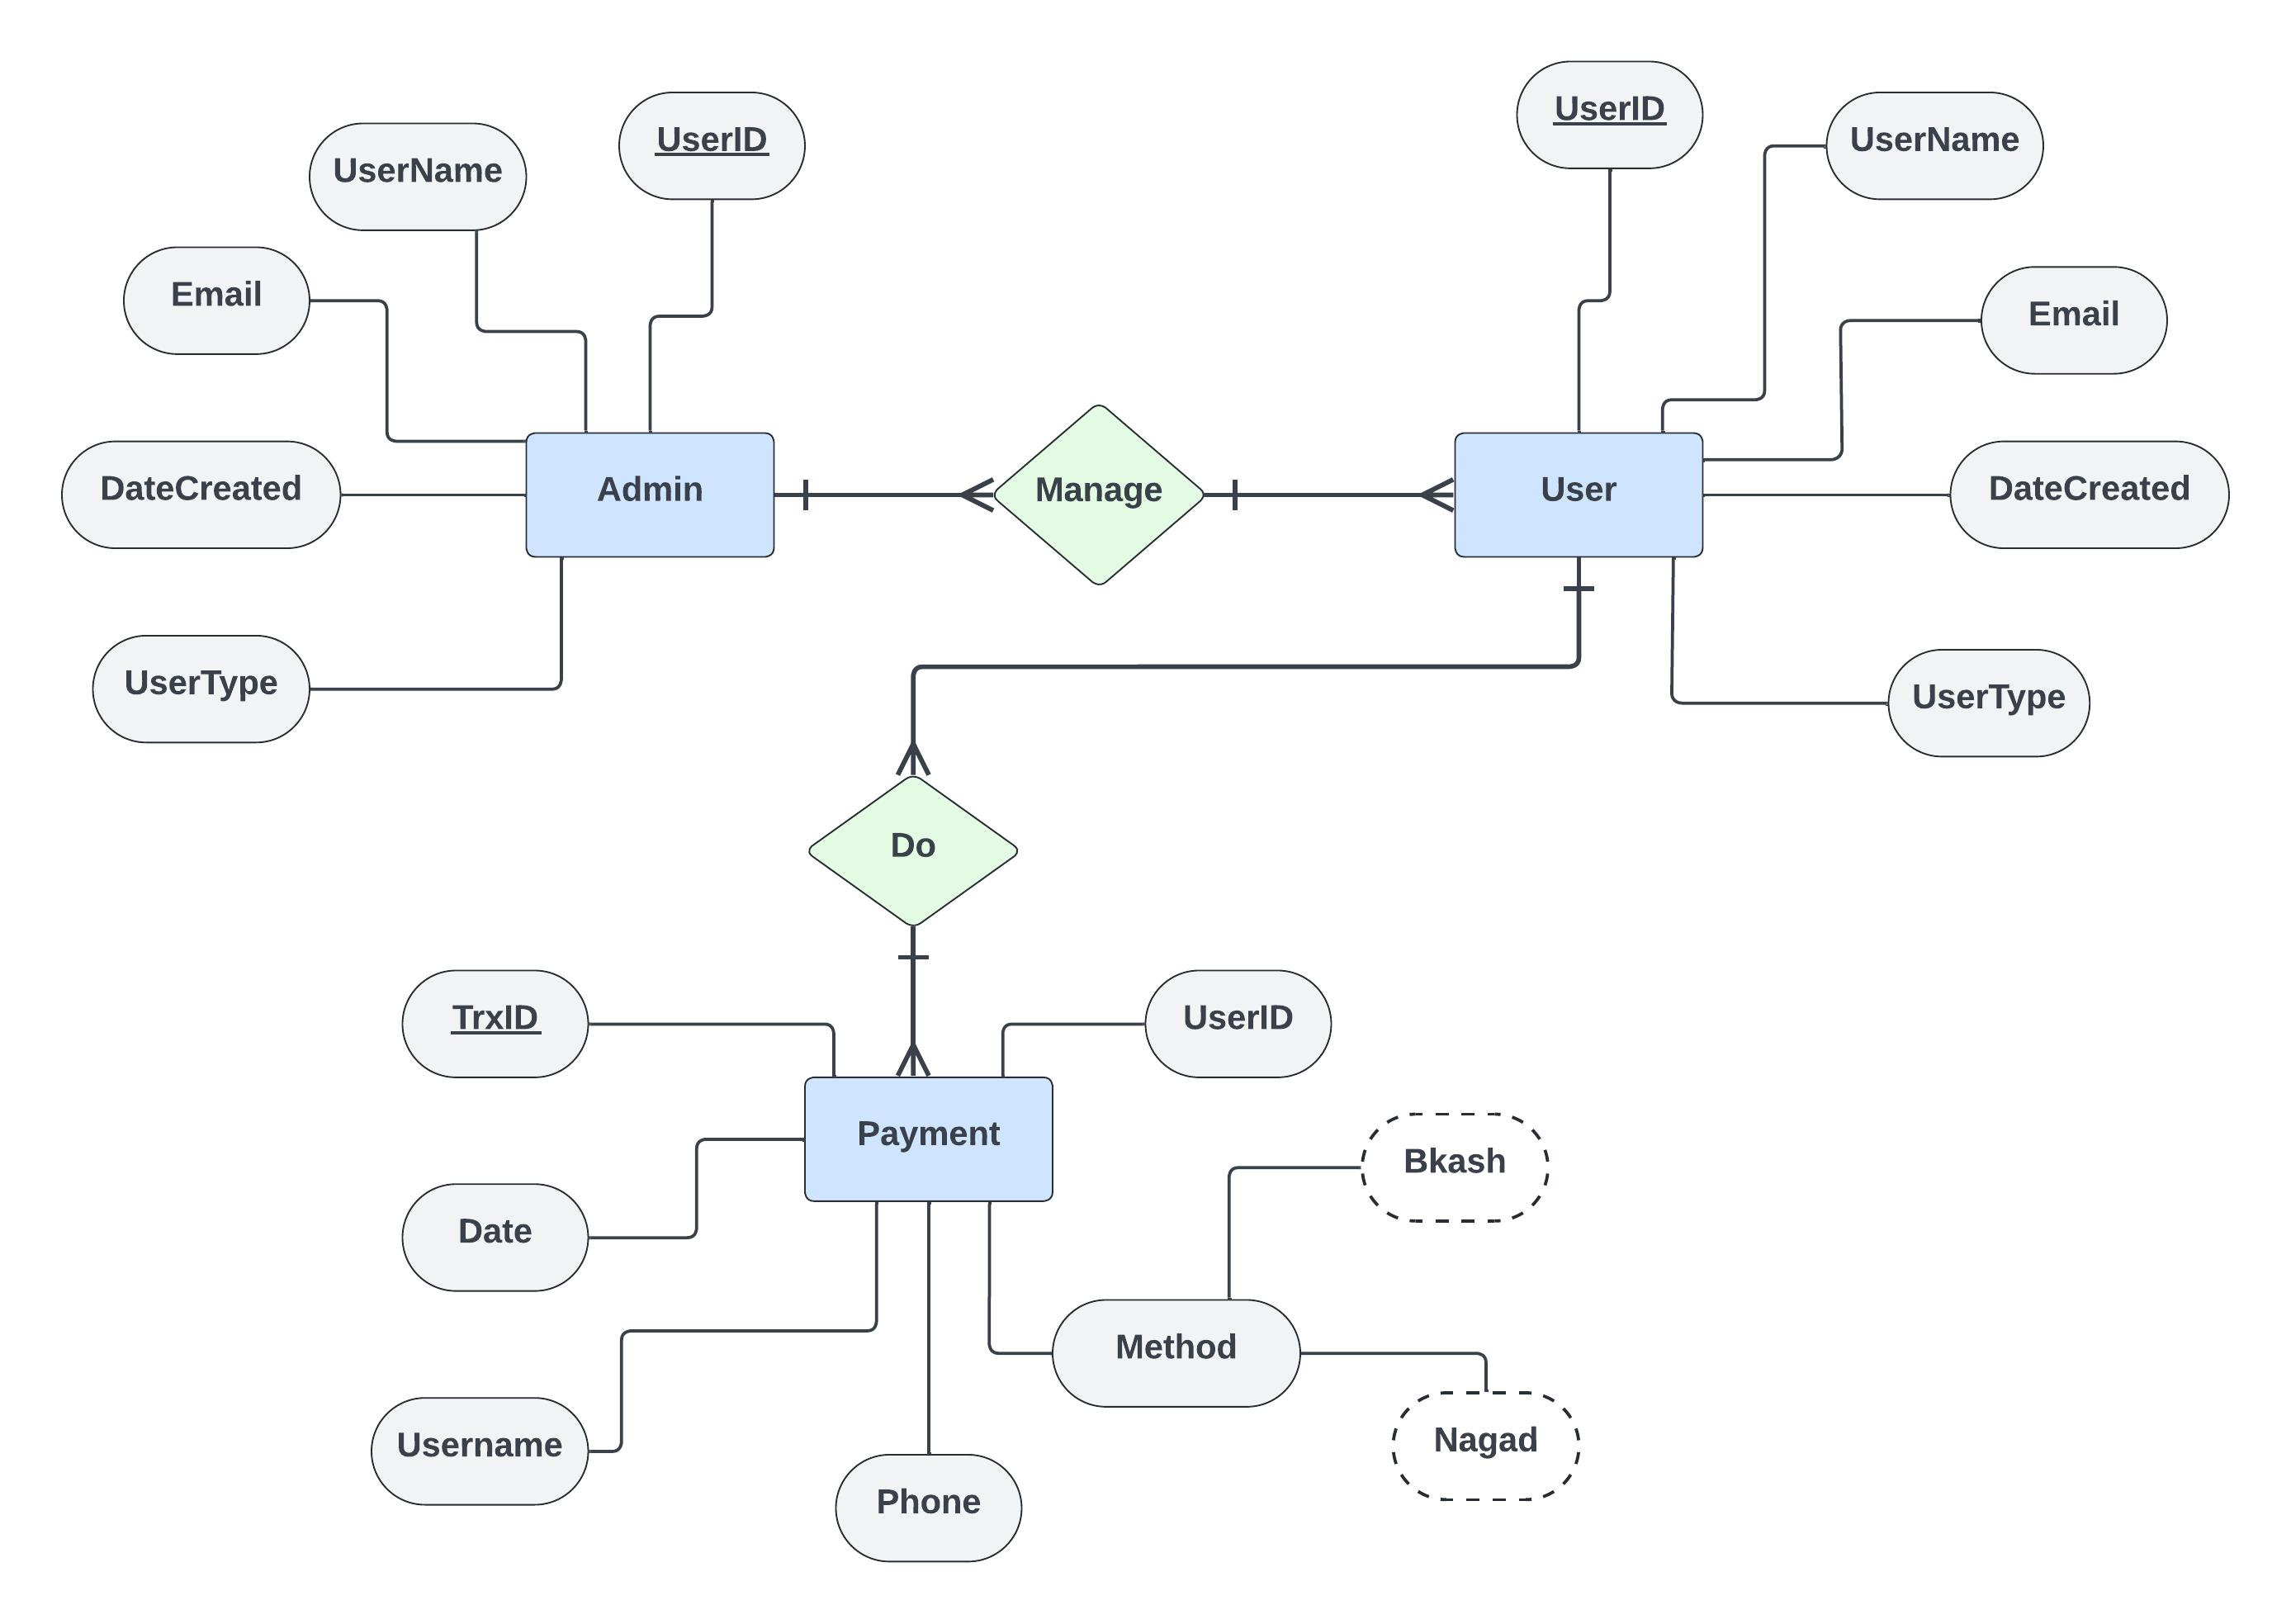 UserID
UserID
UserName
UserName
Email
Email
DateCreated
Admin
Manage
User
DateCreated
UserType
UserType
Do
TrxID
UserID
Payment
Bkash
Date
Method
Username
Nagad
Phone